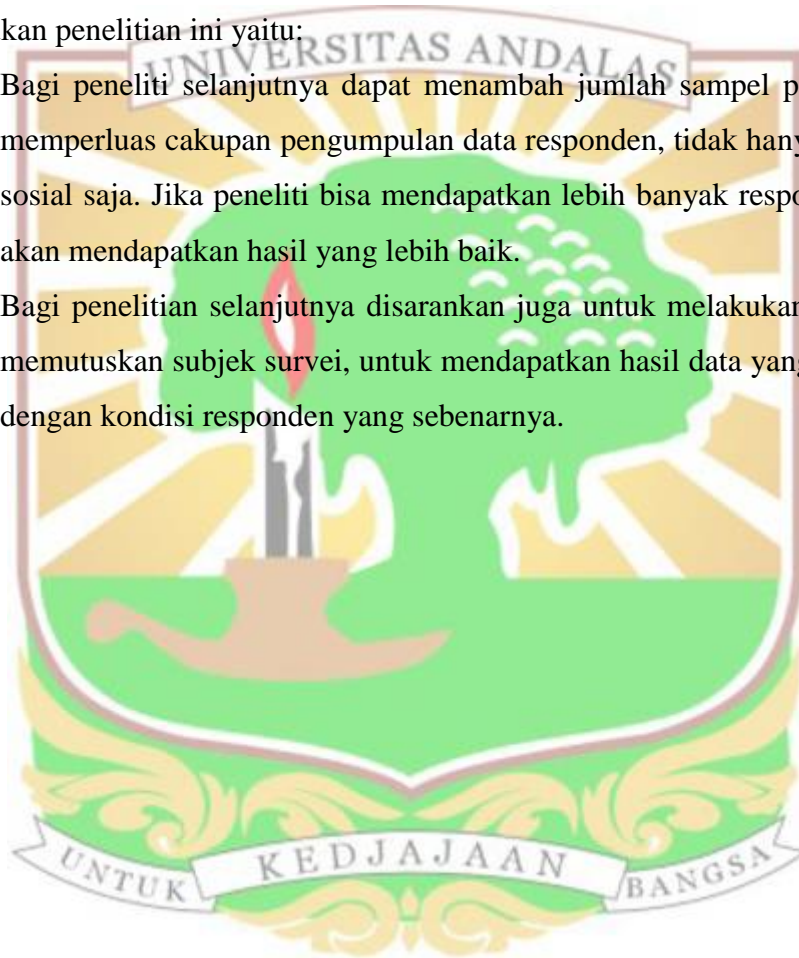 kan penelitian ini yaitu:
UNIVERSITAS ANDALAS
Bagi peneliti selanjutnya dapat menambah jumlah sampel p
memperluas cakupan pengumpulan data responden, tidak hany
sosial saja. Jika peneliti bisa mendapatkan lebih banyak respo
akan mendapatkan hasil yang lebih baik.
Bagi penelitian selanjutnya disarankan juga untuk melakukan
memutuskan subjek survei, untuk mendapatkan hasil data yang
dengan kondisi responden yang sebenarnya.
UNTUK KEDJAJAAN BANGSA